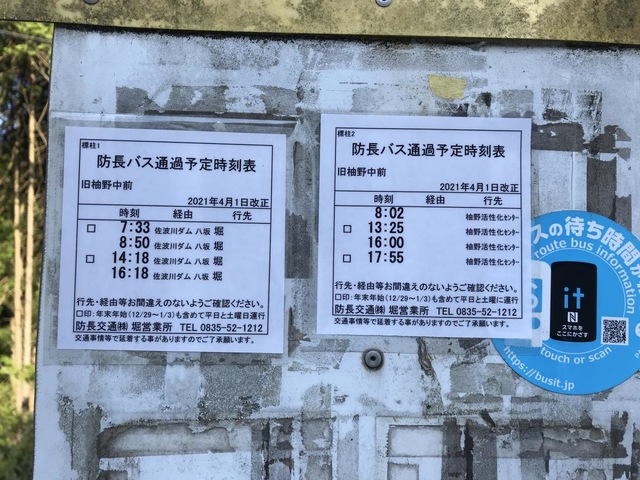 標柱1
防長バス通過予定時刻表
旧柚野中前
2021年4月1日改正
時刻 経由 行先
□ 7:33 佐波川ダム 八坂 堀
8:50 佐波川ダム 八坂 堀
□ 14:18 佐波川ダム 八坂 堀
16:18 佐波川ダム 八坂 堀
行先・経由等お間違えのないようご確認ください。
□印:年末年始(12/29~1/3)も含めて平日と土曜日運行
防長交通㈱ 堀営業所 TEL 0835-52-1212
交通事情等で延着する事がありますのでご了承願います。
標柱2
防長バス通過予定時刻表
旧柚野中前
2021年4月1日改正
時刻 経由 行先
8:02 柚野活性化センター
□ 13:25 柚野活性化センター
16:00 柚野活性化センター
□ 17:55 柚野活性化センター
行先・経由等お間違えのないようご確認ください。
□印:年末年始(12/29~1/3)も含めて平日と土曜に運行
防長交通㈱ 堀営業所 TEL 0835-52-1212
交通事情等で延着する事がありますのでご了承願います。
スの待ち時間
route bus information
it
スマホを
ここにかざす
touch or scan
https://busit.jp